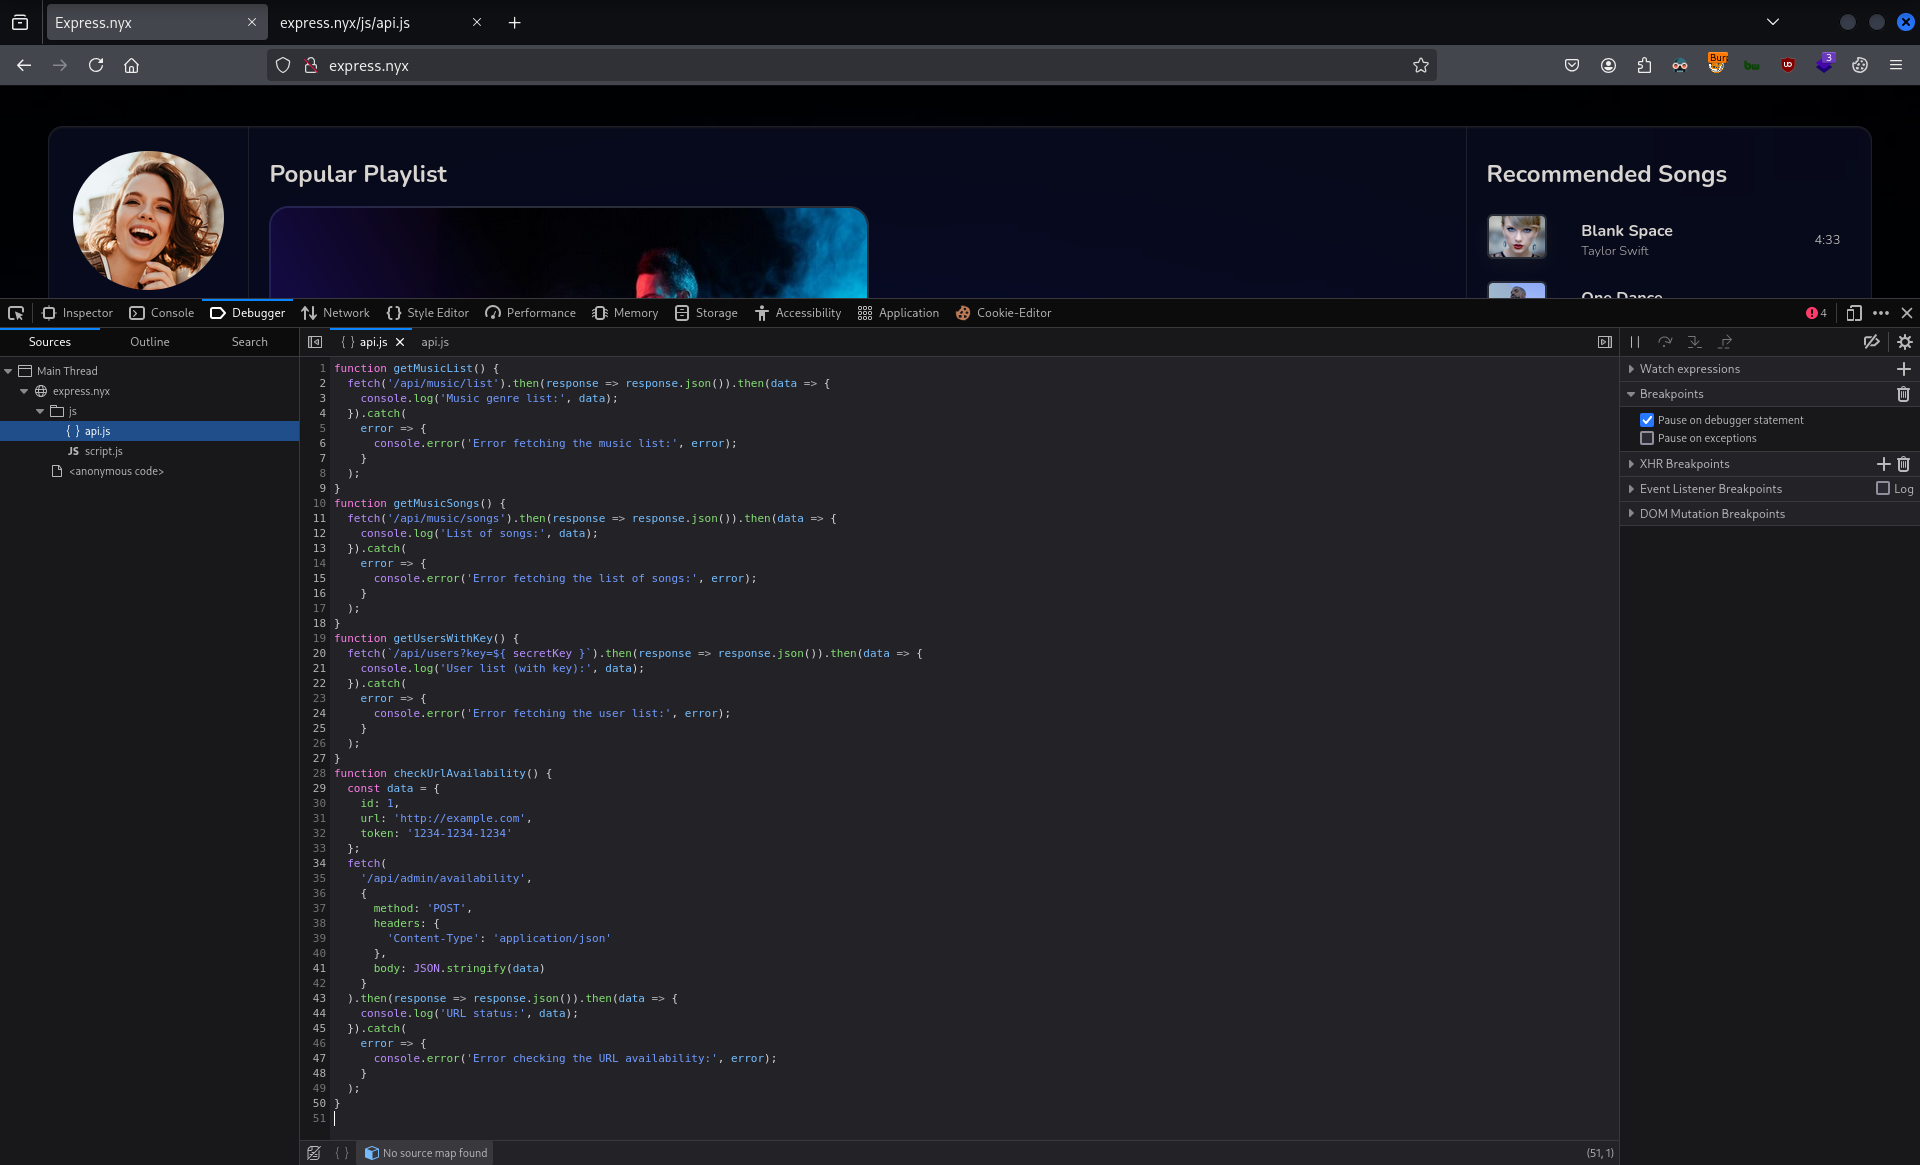 Express.nyx
express.nyx/js/api.js
express.nyx
Bur
3
Popular Playlist
Recommended Songs
Blank Space
Taylor Swift
4:33
One Dance
Inspector
Console
Debugger
Network
Style Editor
Performance
Memory
Storage
Accessibility
Application
Cookie-Editor
4
Sources
Outline
Search
{ } api.js
api.js
Main Thread
express.nyx
js
{ } api.js
JS script.js
<anonymous code>
1 function getMusicList() {
2 fetch('/api/music/list').then(response => response.json()).then(data => {
3 console.log('Music genre list:', data);
4 }).catch(
5 error => {
6 console.error('Error fetching the music list:', error);
7 }
8 );
9 }
10 function getMusicSongs() {
11 fetch('/api/music/songs').then(response => response.json()).then(data => {
12 console.log('List of songs:', data);
13 }).catch(
14 error => {
15 console.error('Error fetching the list of songs:', error);
16 }
17 );
18 }
19 function getUsersWithKey() {
20 fetch(`/api/users?key=${ secretKey }`).then(response => response.json()).then(data => {
21 console.log('User list (with key):', data);
22 }).catch(
23 error => {
24 console.error('Error fetching the user list:', error);
25 }
26 );
27 }
28 function checkUrlAvailability() {
29 const data = {
30 id: 1,
31 url: 'http://example.com',
32 token: '1234-1234-1234'
33 };
34 fetch(
35 '/api/admin/availability',
36 {
37 method: 'POST',
38 headers: {
39 'Content-Type': 'application/json'
40 },
41 body: JSON.stringify(data)
42 }
43 ).then(response => response.json()).then(data => {
44 console.log('URL status:', data);
45 }).catch(
46 error => {
47 console.error('Error checking the URL availability:', error);
48 }
49 );
50 }
51
Watch expressions
Breakpoints
Pause on debugger statement
Pause on exceptions
XHR Breakpoints
Event Listener Breakpoints
Log
DOM Mutation Breakpoints
{ }
No source map found
(51, 1)